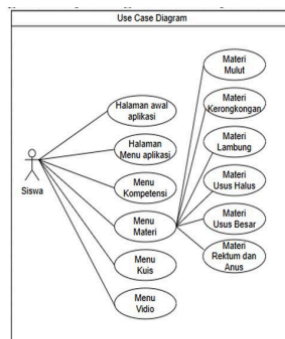 Use Case Diagram
Halaman awal
aplikasi
Halaman
Menu aplikasi
Menu
Kompetensi
Menu
Materi
Menu
Kuis
Menu
Vidio
Siswa
Materi
Mulut
Materi
Kerongkongan
Materi
Lambung
Materi
Usus Halus
Materi
Usus Besar
Materi
Rektum dan
Anus